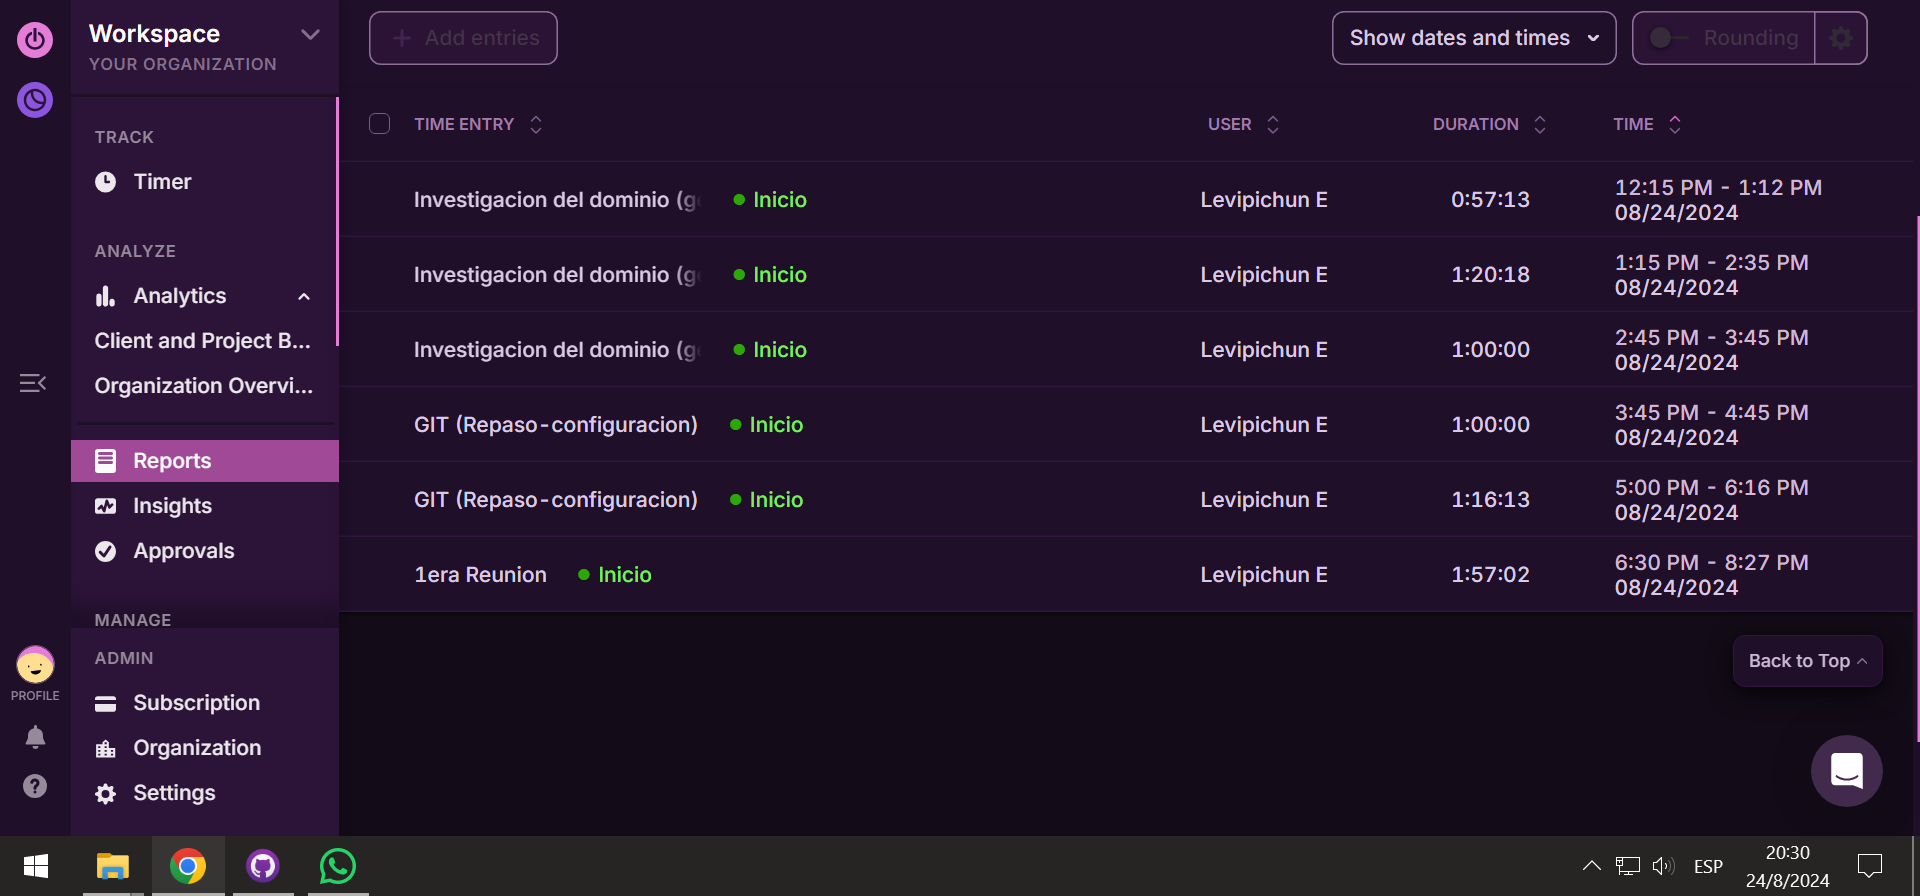 Workspace
YOUR ORGANIZATION
TRACK
Timer
ANALYZE
Analytics
Client and Project B...
Organization Overvi...
Reports
Insights
Approvals
MANAGE
ADMIN
Subscription
Organization
Settings
PROFILE
Add entries
Show dates and times
Rounding
TIME ENTRY USER DURATION TIME
Investigacion del dominio (g Inicio Levipichun E 0:57:13 12:15 PM - 1:12 PM
08/24/2024
Investigacion del dominio (g Inicio Levipichun E 1:20:18 1:15 PM - 2:35 PM
08/24/2024
Investigacion del dominio (g Inicio Levipichun E 1:00:00 2:45 PM - 3:45 PM
08/24/2024
GIT (Repaso-configuracion) Inicio Levipichun E 1:00:00 3:45 PM - 4:45 PM
08/24/2024
GIT (Repaso-configuracion) Inicio Levipichun E 1:16:13 5:00 PM - 6:16 PM
08/24/2024
1era Reunion Inicio Levipichun E 1:57:02 6:30 PM - 8:27 PM
08/24/2024
Back to Top
ESP
20:30
24/8/2024